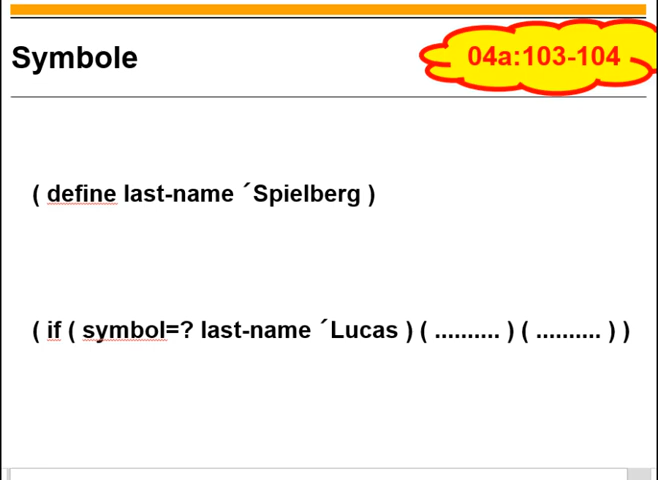 Symbole
04a:103-104
( define last-name ´Spielberg )
( if ( symbol=? last-name ´Lucas ) ( .......... ) ( .......... ) )